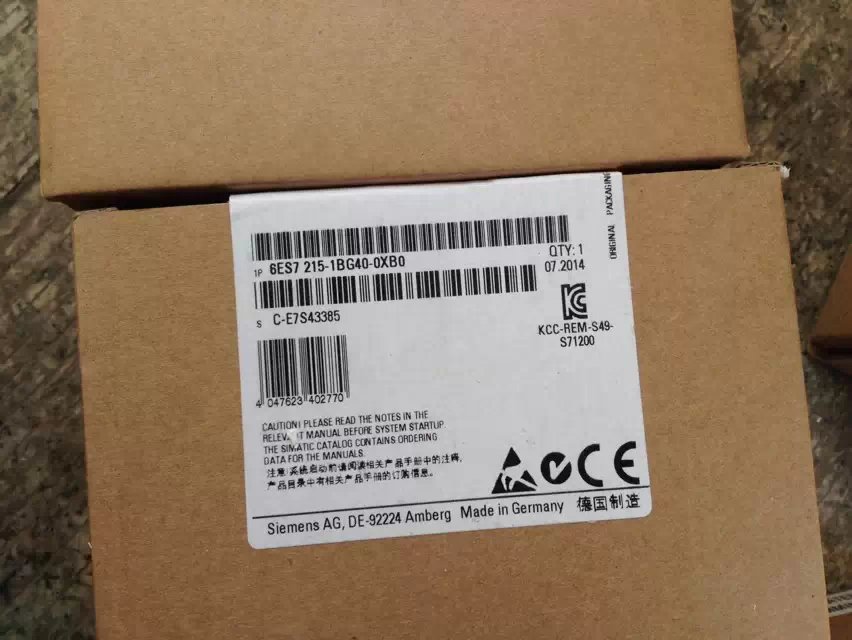 ORIGINAL PACKAGING
1P 6ES7 215-1BG40-0XB0
QTY: 1
07.2014
S C-E7S43385
KCC-REM-S49-
S71200
4 047623 402770
CAUTION! PLEASE READ THE NOTES IN THE
RELEV IT MANUAL BEFORE SYSTEM STARTUP.
THE SIMATIC CATALOG CONTAINS ORDERING
DATA FOR THE MANUALS.
注意:系统启动前请阅读相关产品手册中的注释,
产品目录中有相关产品手册的订购信息。
CE
Siemens AG, DE-92224 Amberg Made in Germany 德国制造